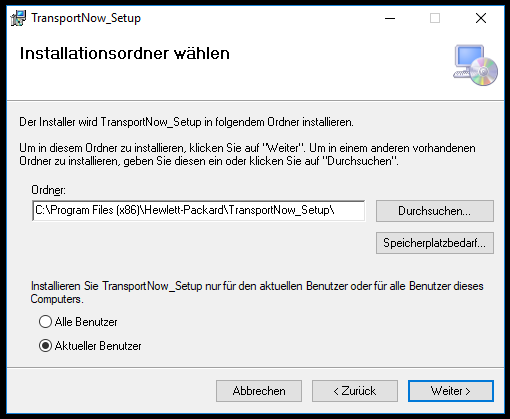 TransportNow_Setup
Installationsordner wählen
Der Installer wird TransportNow_Setup in folgendem Ordner installieren.
Um in diesem Ordner zu installieren, klicken Sie auf "Weiter". Um in einem anderen vorhandenen
Ordner zu installieren, geben Sie diesen ein oder klicken Sie auf "Durchsuchen".
Ordner:
C:\Program Files (x86)\Hewlett-Packard\TransportNow_Setup\
Durchsuchen...
Speicherplatzbedarf...
Installieren Sie TransportNow_Setup nur für den aktuellen Benutzer oder für alle Benutzer dieses
Computers.
Alle Benutzer
Aktueller Benutzer
Abbrechen
< Zurück
Weiter >